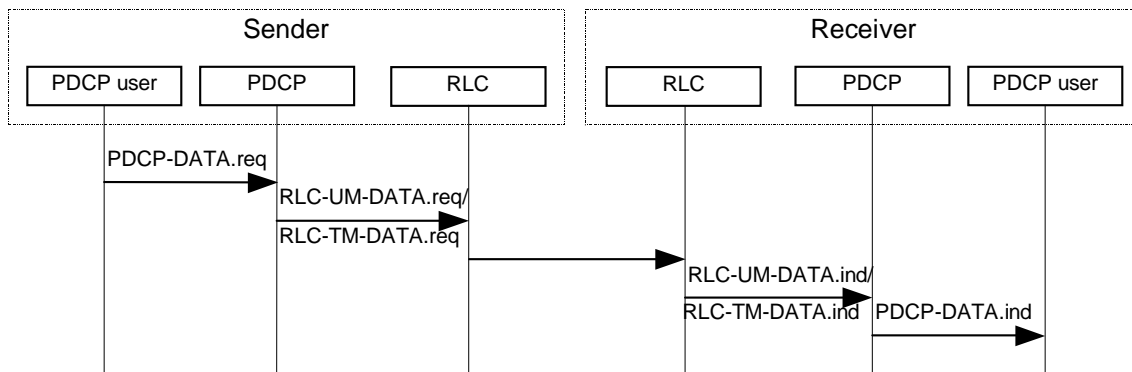 Sender
Receiver
PDCP user
PDCP
RLC
RLC
PDCP
PDCP user
PDCP-DATA.req
RLC-UM-DATA.req/
RLC-TM-DATA.req
RLC-UM-DATA.ind/
RLC-TM-DATA.ind
PDCP-DATA.ind